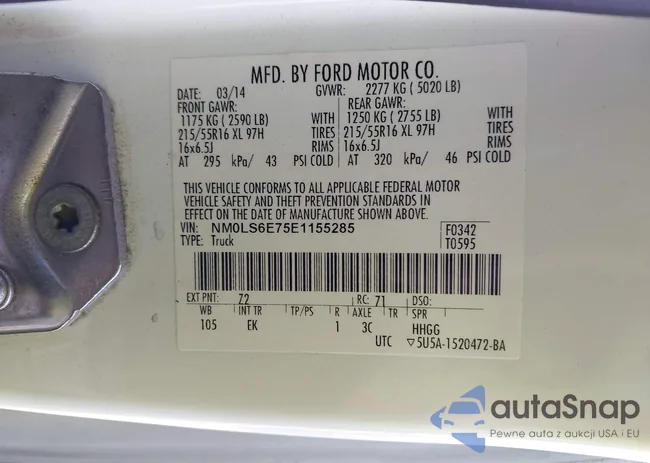 MFD. BY FORD MOTOR CO.
DATE: 03/14 GVWR: 2277 KG ( 5020 LB)
FRONT GAWR: REAR GAWR:
1175 KG ( 2590 LB) WITH 1250 KG ( 2755 LB) WITH
215/55R16 XL 97H TIRES 215/55R16 XL 97H TIRES
16x6.5J RIMS 16x6.5J RIMS
AT 295 kPa/ 43 PSI COLD AT 320 kPa/ 46 PSI COLD
THIS VEHICLE CONFORMS TO ALL APPLICABLE FEDERAL MOTOR
VEHICLE SAFETY AND THEFT PREVENTION STANDARDS IN
EFFECT ON THE DATE OF MANUFACTURE SHOWN ABOVE.
VIN: NM0LS6E75E1155285 F0342
TYPE: Truck T0595
EXT PNT: Z2 RC: 71 DSO:
WB INT TR TP/PS R AXLE TR SPR
105 EK 1 3C HHGG
UTC ▽5U5A-1520472-BA
autaSnap
Pewne auta z aukcji USA i EU